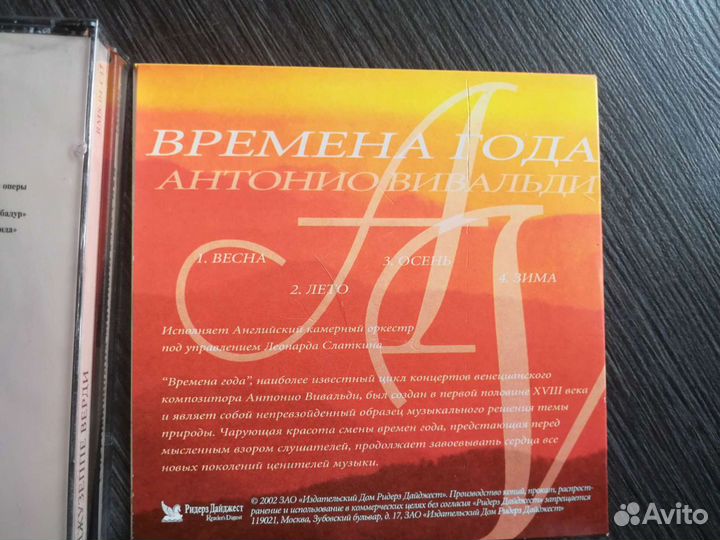 ВРЕМЕНА ГОДА
АНТОНИО ВИВАЛЬДИ
1. ВЕСНА
2. ЛЕТО
3. ОСЕНЬ
4. ЗИМА
Исполняет Английский камерный оркестр
под управлением Леонарда Слаткина
"Времена года", наиболее известный цикл концертов венецианского
композитора Антонио Вивальди, был создан в первой половине XVIII века
и являет собой непревзойденный образец музыкального решения темы
природы. Чарующая красота смены времен года, предстающая перед
мысленным взором слушателей, продолжает завоевывать сердца все
новых поколений ценителей музыки.
Ридерз Дайджест
Reader's Digest
© 2002 ЗАО «Издательский Дом Ридерз Дайджест». Производство копий, прокат, распрост-
ранение и использование в коммерческих целях без согласия «Ридерз Дайджест» запрещается
119021, Москва, Зубовский бульвар, д. 17, ЗАО «Издательский Дом Ридерз Дайджест»
AV
оперы
бадур»
ида»
ДЖУЗЕППЕ ВЕРДИ
Avito